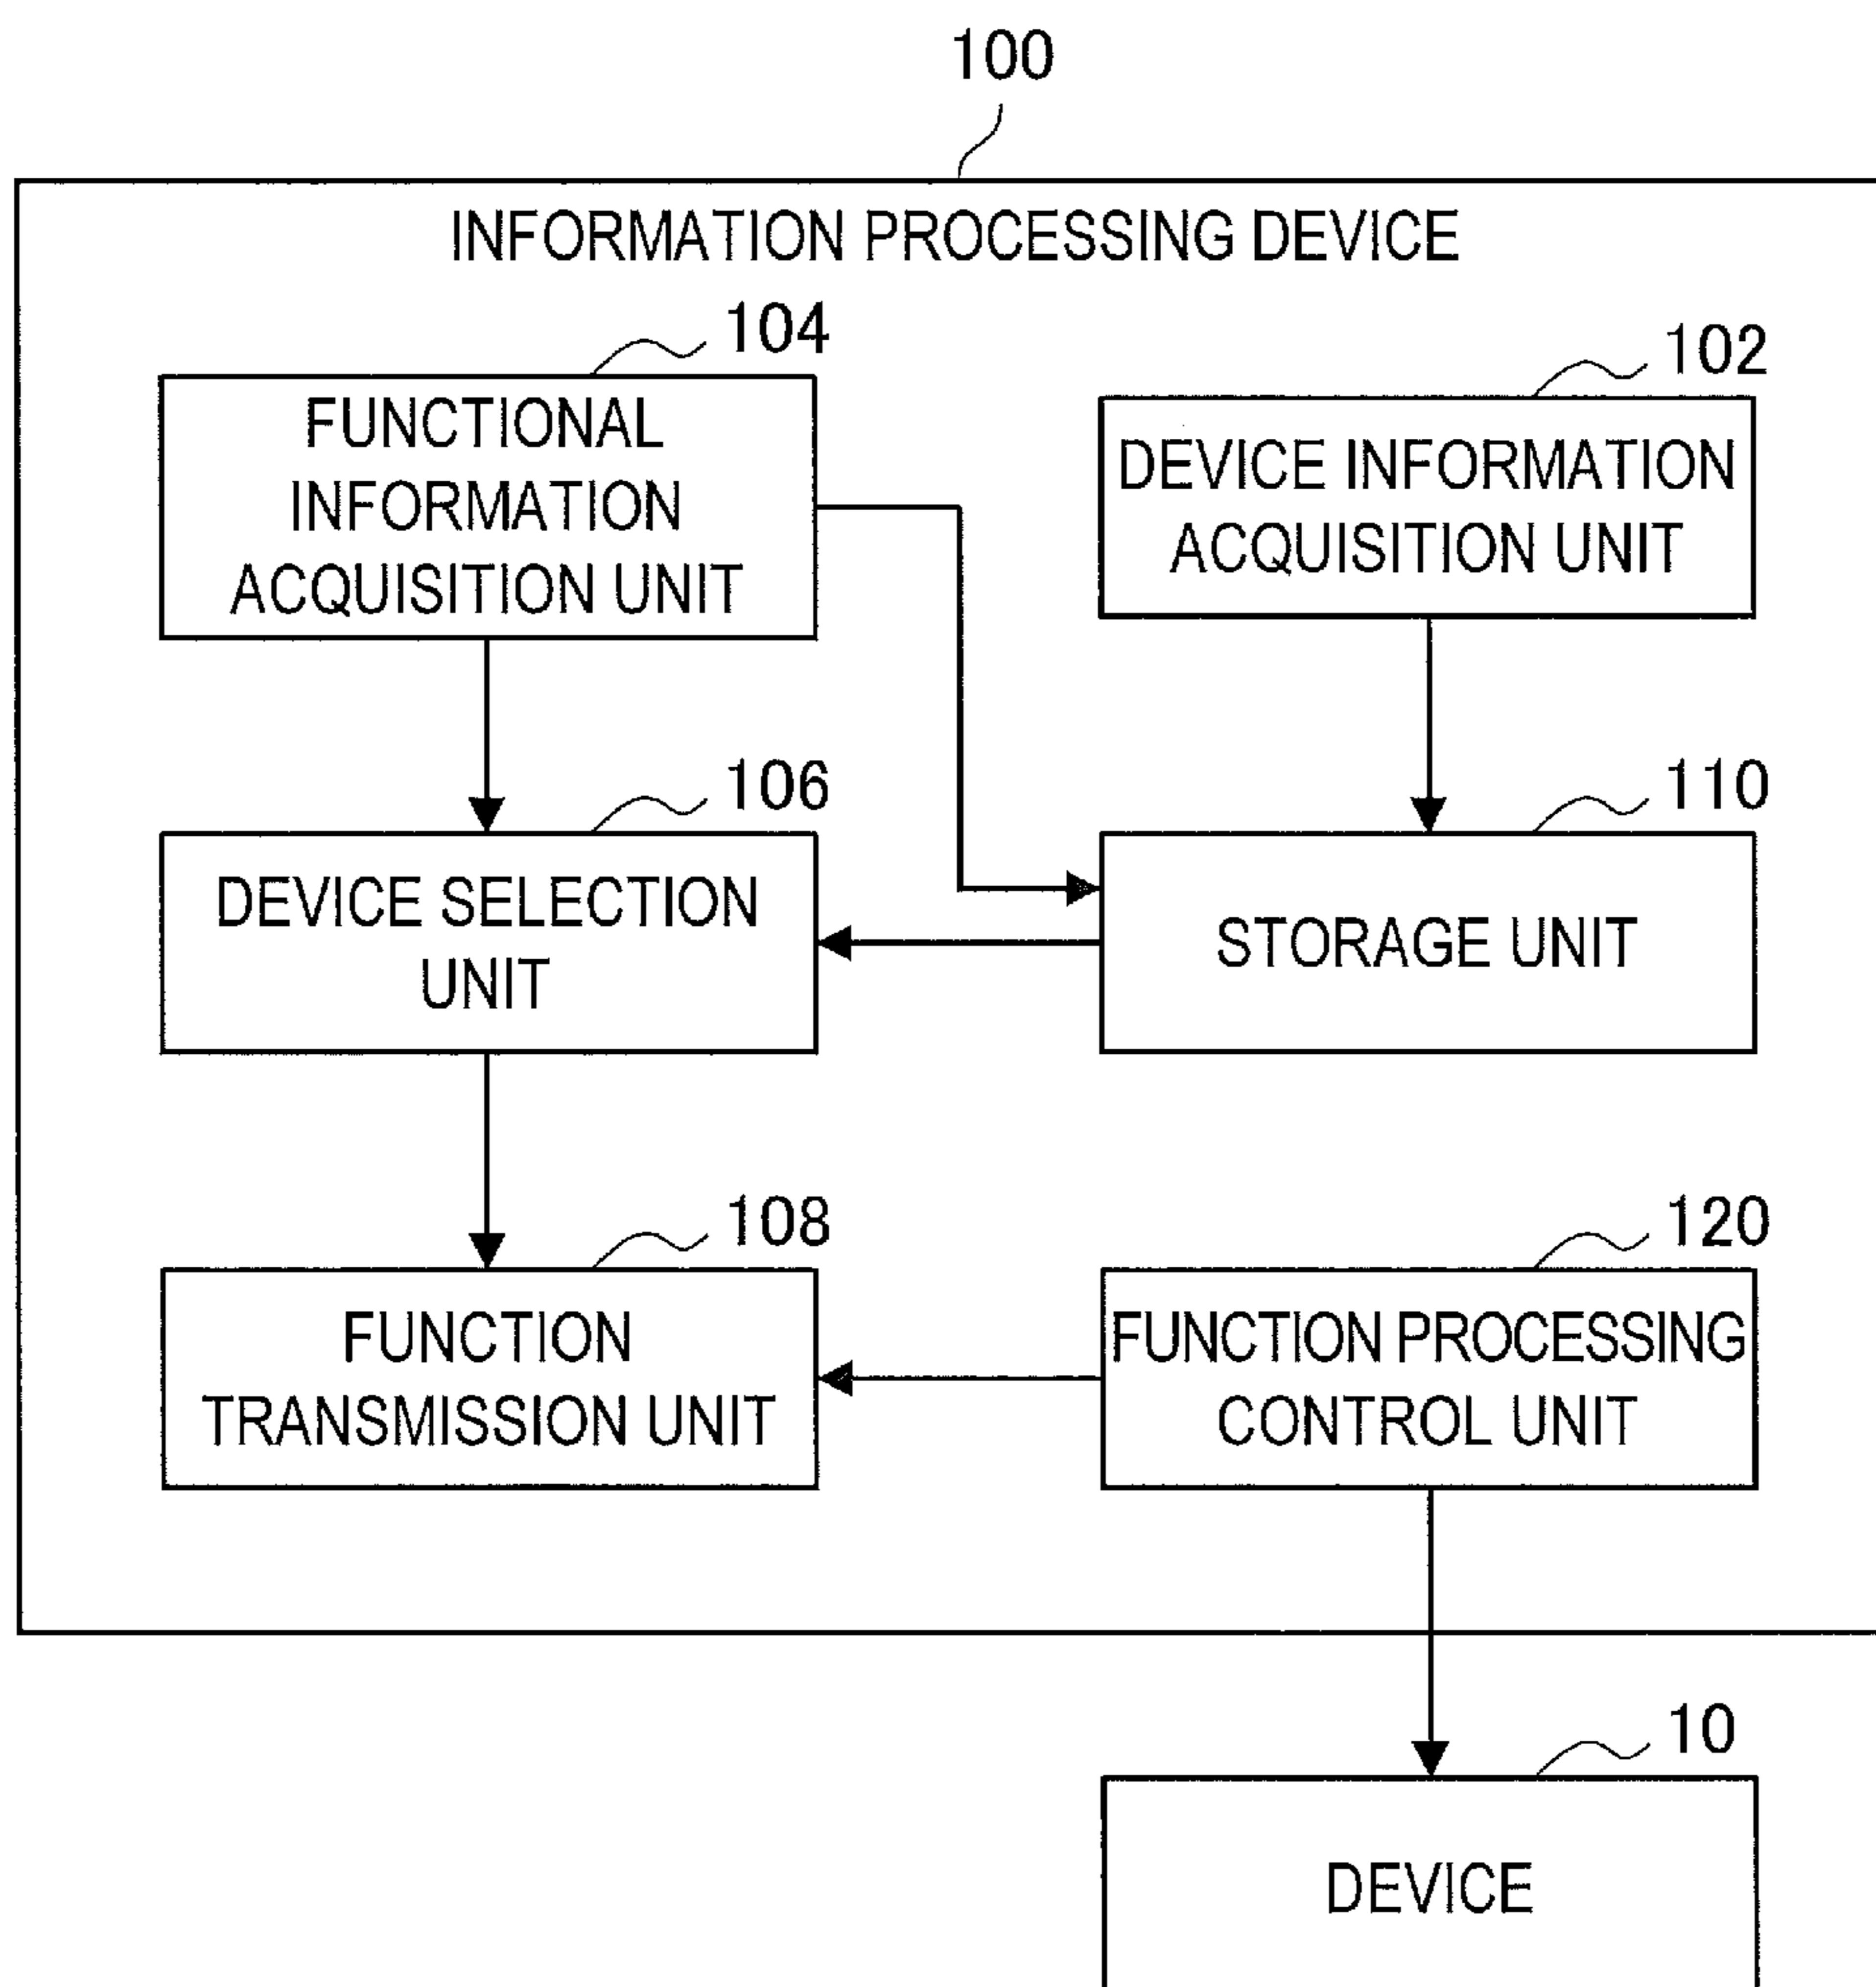 100
INFORMATION PROCESSING DEVICE
104
FUNCTIONAL
INFORMATION
ACQUISITION UNIT
102
DEVICE INFORMATION
ACQUISITION UNIT
106
DEVICE SELECTION
UNIT
110
STORAGE UNIT
108
FUNCTION
TRANSMISSION UNIT
120
FUNCTION PROCESSING
CONTROL UNIT
10
DEVICE